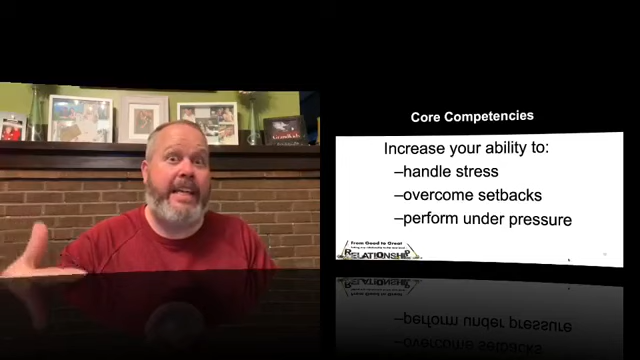 Core Competencies
Increase your ability to:
–handle stress
–overcome setbacks
–perform under pressure
From Good to Great
RELATIONSHIP